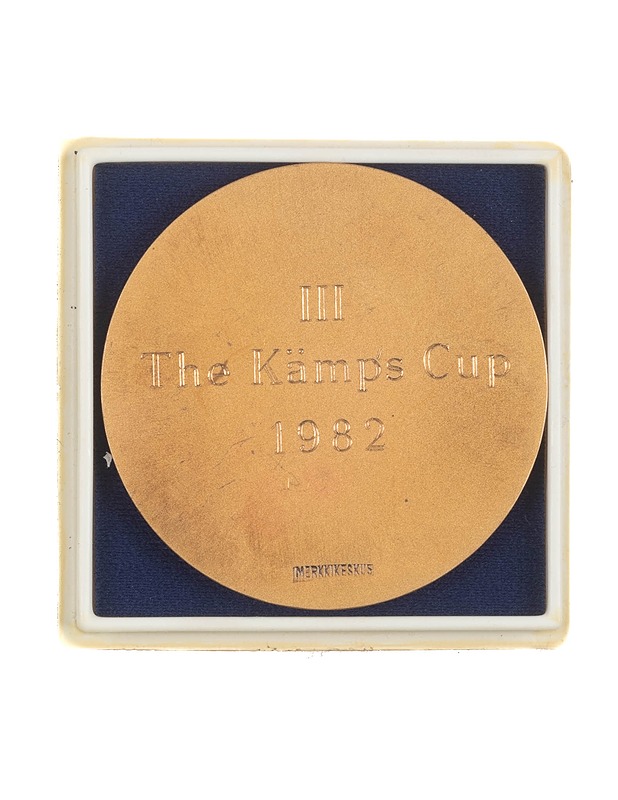 III
The Kämps Cup
1982
MERKKIKESKUS